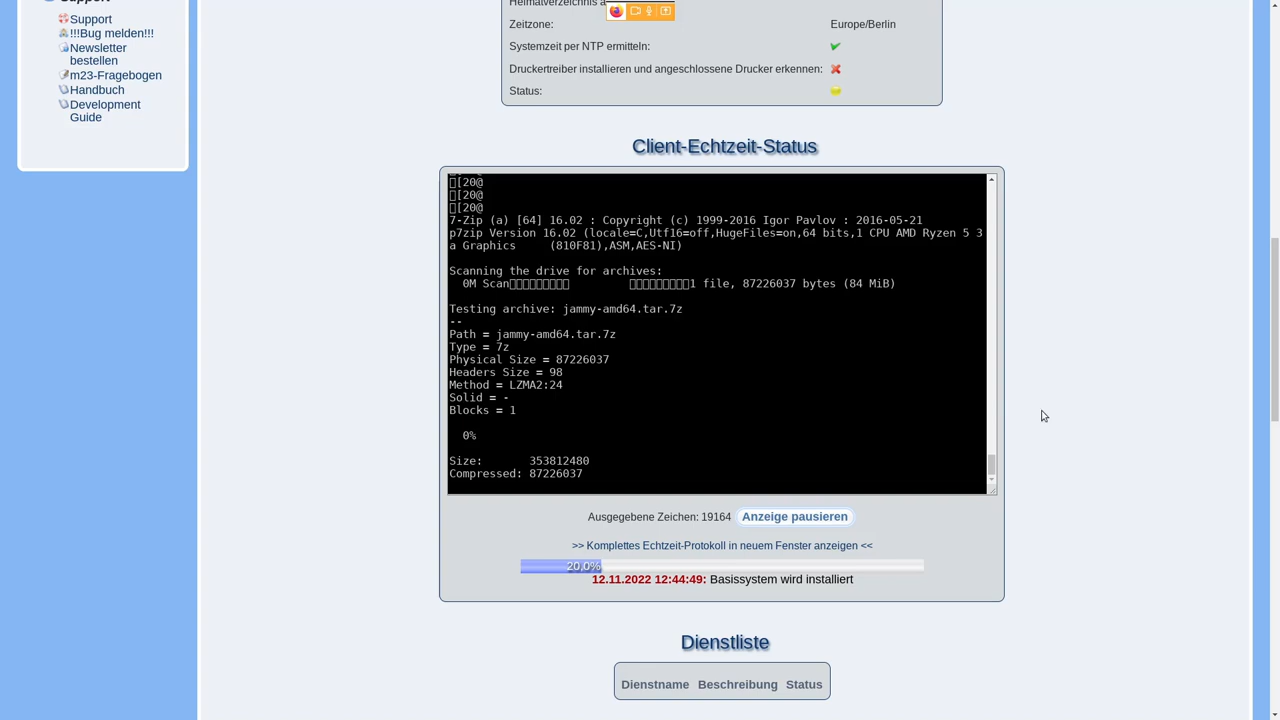 Support
Support
!!!Bug melden!!!
Newsletter
bestellen
m23-Fragebogen
Handbuch
Development
Guide
Heimatverzeichnis a
Zeitzone: Europe/Berlin
Systemzeit per NTP ermitteln:
Druckertreiber installieren und angeschlossene Drucker erkennen:
Status:
Client-Echtzeit-Status
[20@
[20@
[20@
7-Zip (a) [64] 16.02 : Copyright (c) 1999-2016 Igor Pavlov : 2016-05-21
p7zip Version 16.02 (locale=C,Utf16=off,HugeFiles=on,64 bits,1 CPU AMD Ryzen 5 3
a Graphics     (810F81),ASM,AES-NI)
Scanning the drive for archives:
0M Scan 1 file, 87226037 bytes (84 MiB)
Testing archive: jammy-amd64.tar.7z
--
Path = jammy-amd64.tar.7z
Type = 7z
Physical Size = 87226037
Headers Size = 98
Method = LZMA2:24
Solid = -
Blocks = 1
0%
Size:       353812480
Compressed: 87226037
Ausgegebene Zeichen: 19164 Anzeige pausieren
>> Komplettes Echtzeit-Protokoll in neuem Fenster anzeigen <<
20,0%
12.11.2022 12:44:49: Basissystem wird installiert
Dienstliste
Dienstname Beschreibung Status